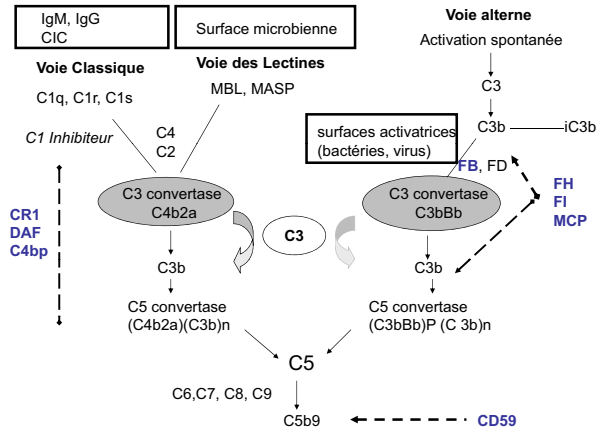 IgM, IgG
CIC
Surface microbienne
Voie alterne
Activation spontanée
Voie Classique
Voie des Lectines
C1q, C1r, C1s
MBL, MASP
C3
C1 Inhibiteur
C4
C2
surfaces activatrices
(bactéries, virus)
C3b
iC3b
FB, FD
C3 convertase
C4b2a
C3 convertase
C3bBb
FH
FI
MCP
CR1
DAF
C4bp
C3
C3b
C3b
C5 convertase
(C4b2a)(C3b)n
C5 convertase
(C3bBb)P (C 3b)n
C5
C6,C7, C8, C9
C5b9
CD59